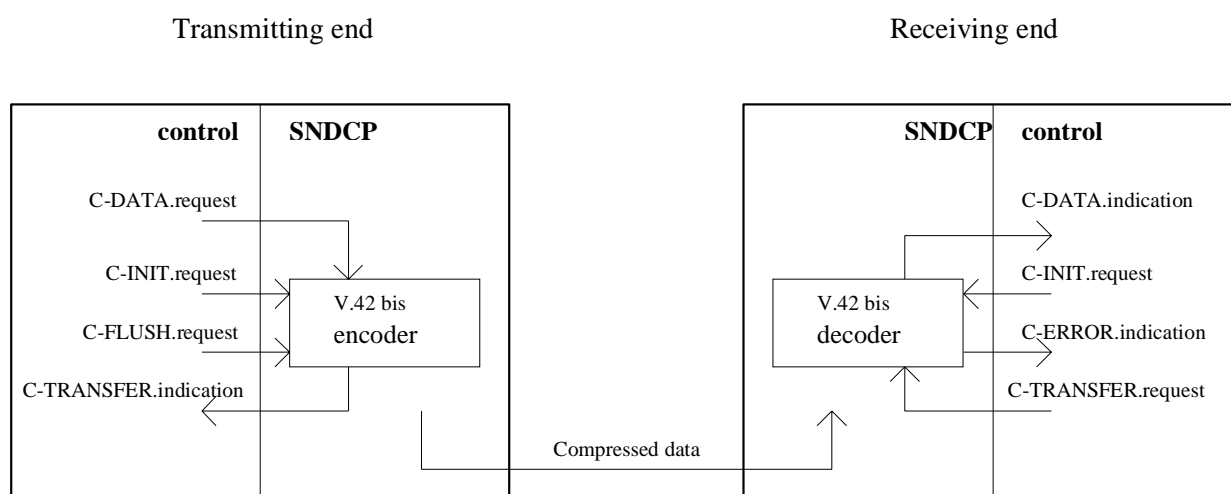 Transmitting end
Receiving end
control
SNDCP
SNDCP
control
C-DATA.request
C-INIT.request
C-FLUSH.request
C-TRANSFER.indication
V.42 bis
encoder
V.42 bis
decoder
C-DATA.indication
C-INIT.request
C-ERROR.indication
C-TRANSFER.request
Compressed data